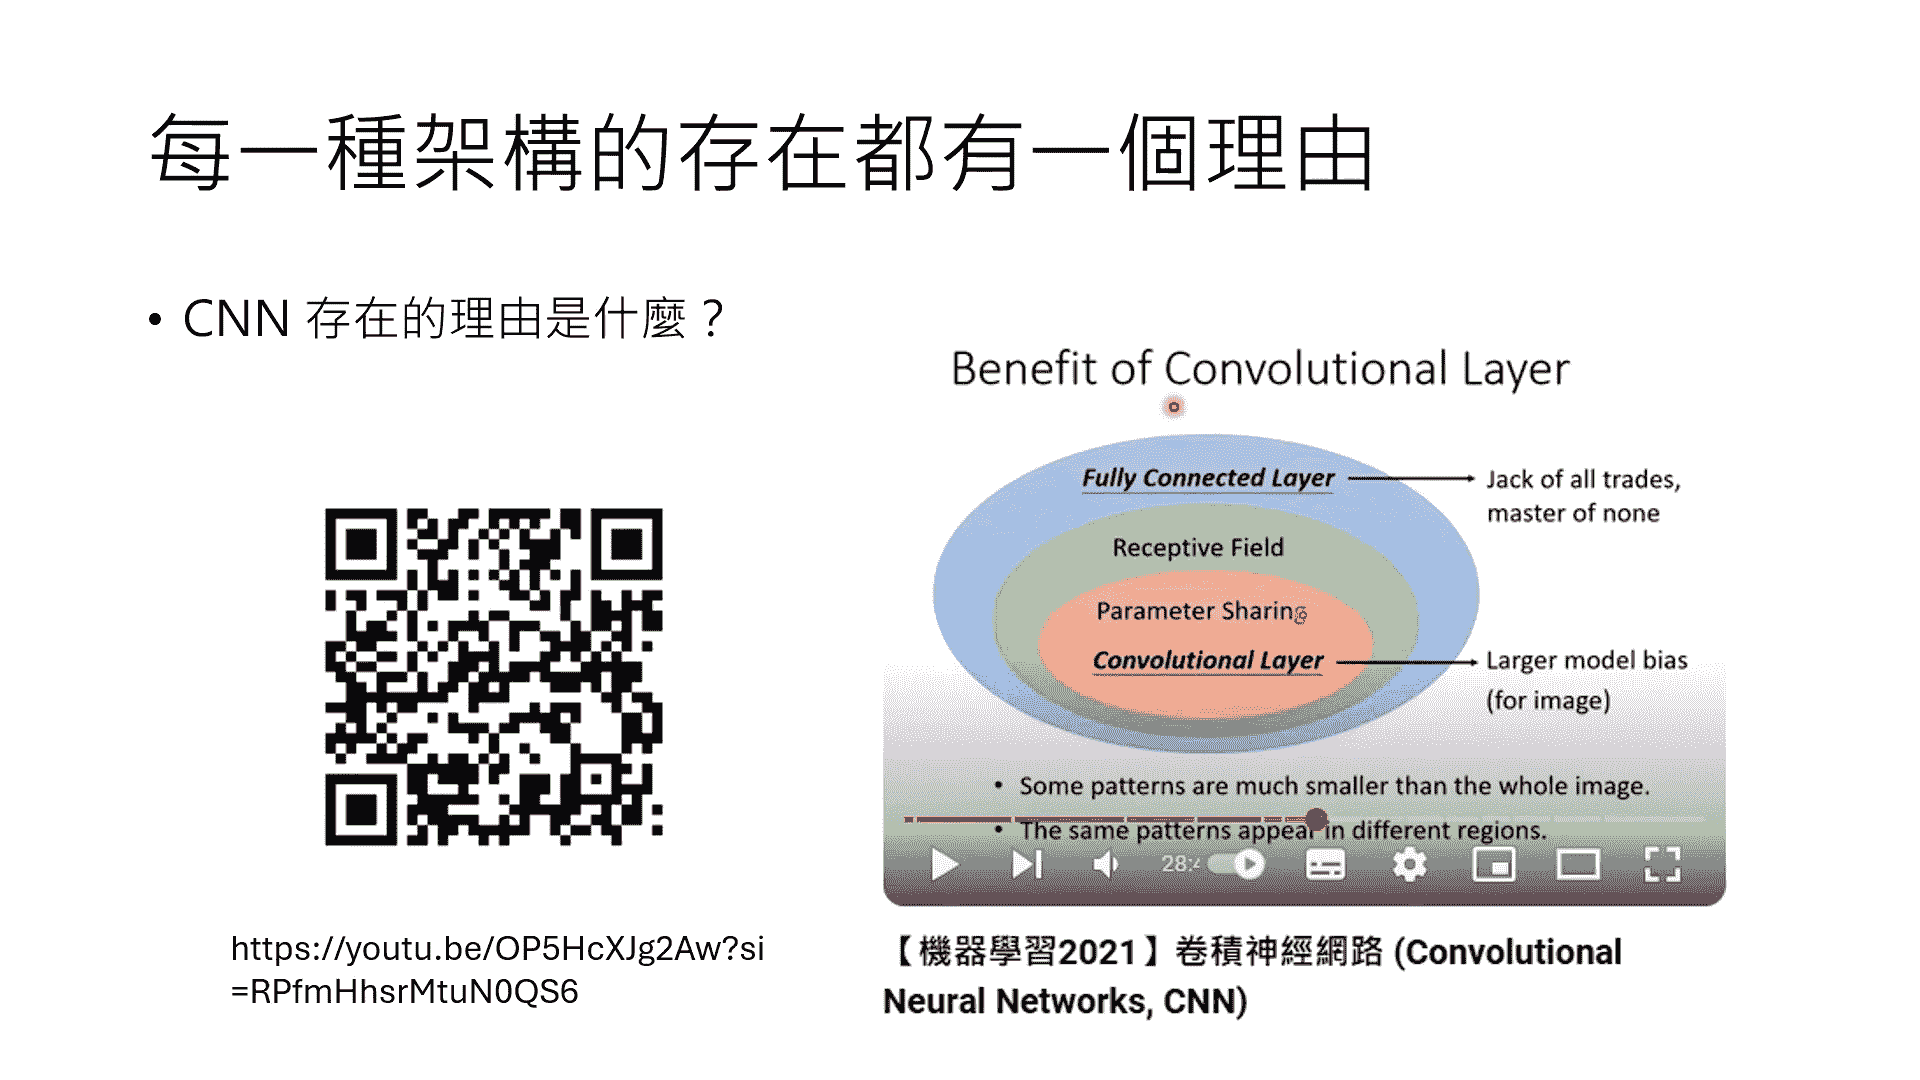 每一種架構的存在都有一個理由
• CNN 存在的理由是什麼？
Benefit of Convolutional Layer
Fully Connected Layer
Jack of all trades,
master of none
Receptive Field
Parameter Sharing
Convolutional Layer
Larger model bias
(for image)
• Some patterns are much smaller than the whole image.
• The same patterns appear in different regions.
28:4
https://youtu.be/OP5HcXJg2Aw?si
=RPfmHhsrMtuN0QS6
【機器學習2021】卷積神經網路 (Convolutional
Neural Networks, CNN)